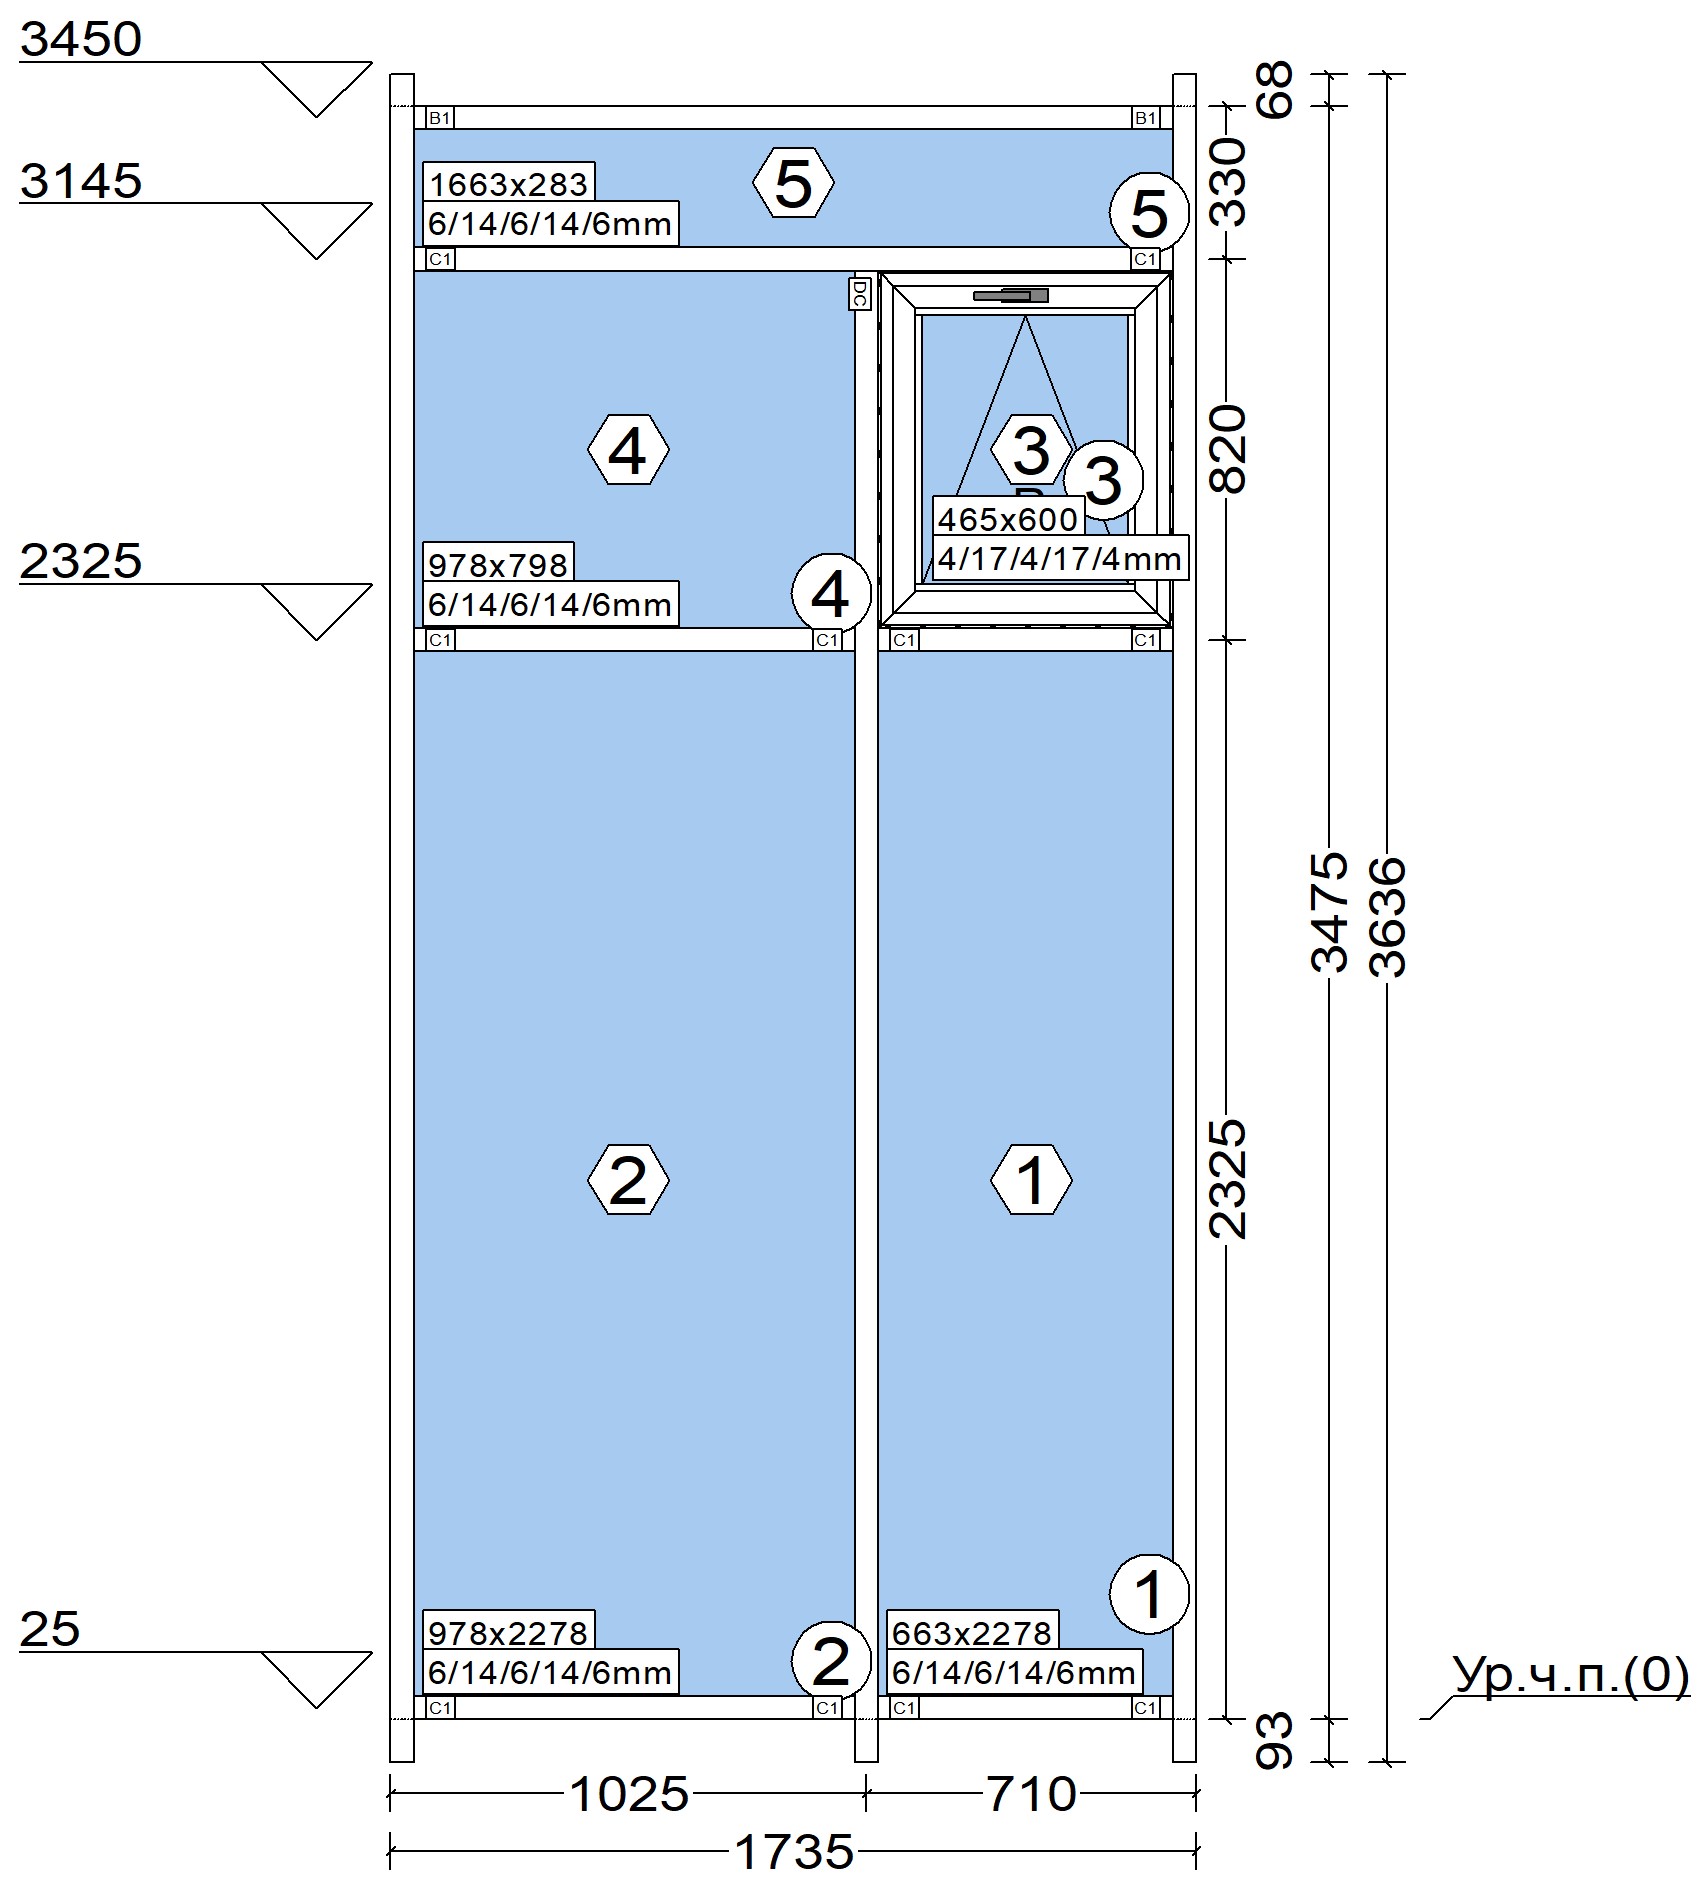 3450
68
B1
B1
3145
330
5
1663x283
6/14/6/14/6mm
5
C1
C1
DC
820
4
3
3
465x600
4/17/4/17/4mm
2325
978x798
6/14/6/14/6mm
4
C1
C1
C1
C1
3475
3636
2325
2
1
1
25
978x2278
6/14/6/14/6mm
2
663x2278
6/14/6/14/6mm
C1
C1
C1
C1
Ур.ч.п.(0)
93
1025
710
1735